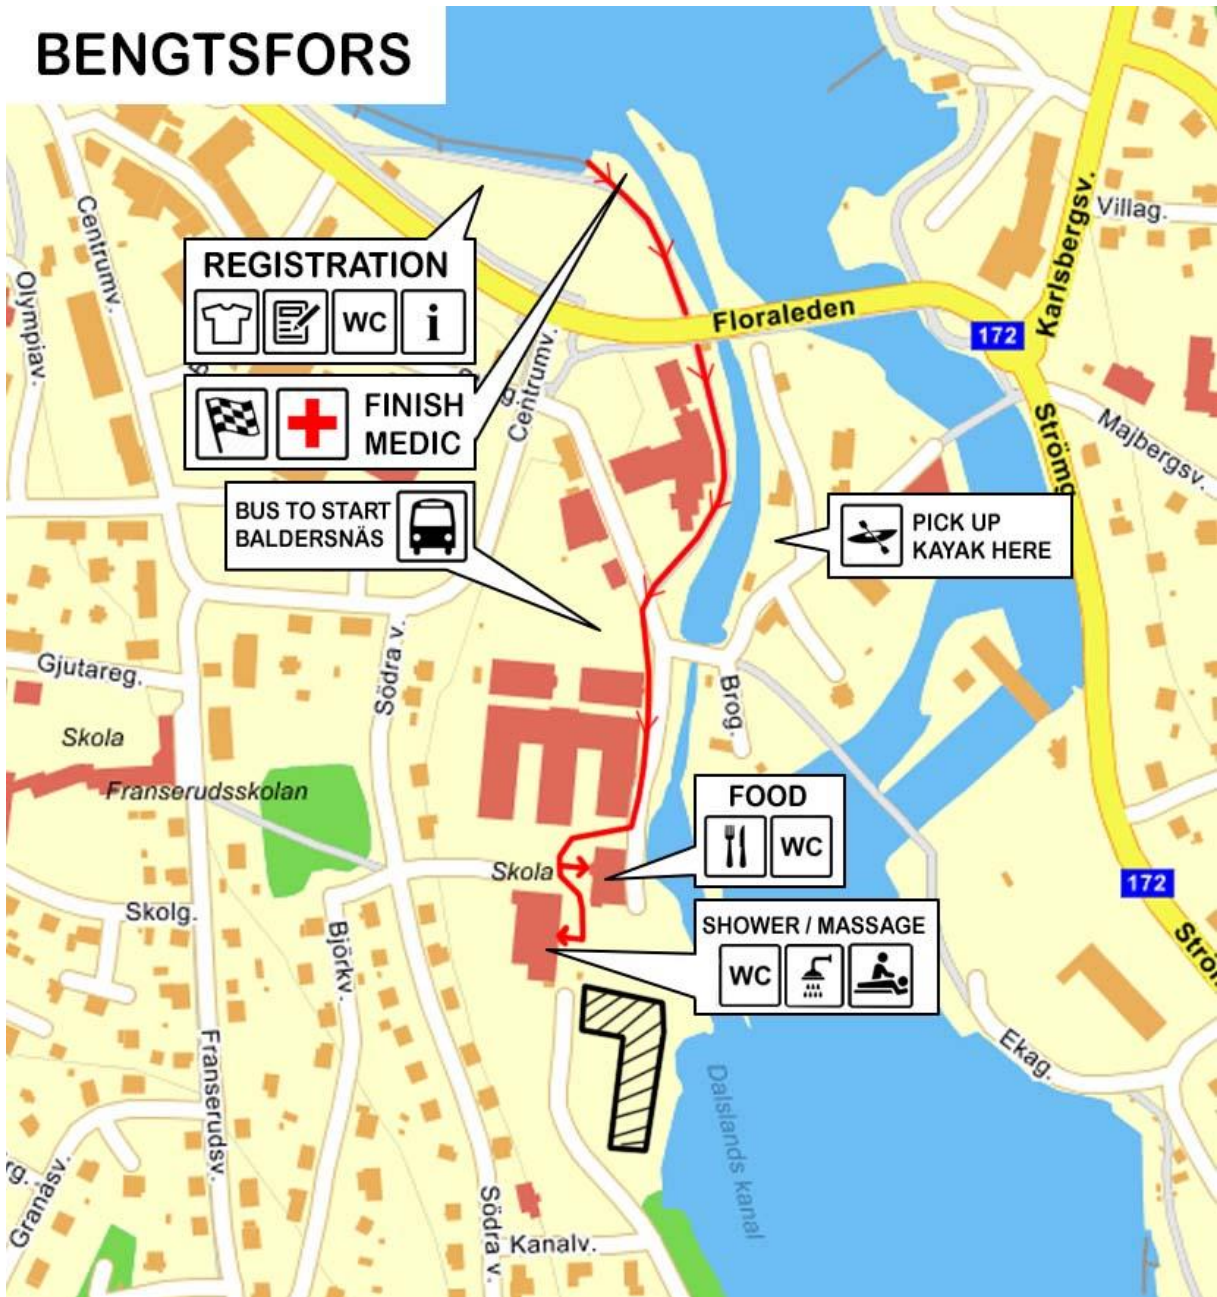 BENGTSFORS
Centrumv.
Karlsbergsv.
Villag.
REGISTRATION
WC
i
Olympiav.
Floraleden
172
Centrumv.
FINISH
MEDIC
Majbergsv.
BUS TO START
BALDERSNÄS
PICK UP
KAYAK HERE
Södra v.
Gjutareg.
Brog.
Skola
Franserudsskolan
FOOD
WC
Skola
172
Skolg.
Björkv.
SHOWER / MASSAGE
WC
Franserudsv.
Ekag.
Dalslands kanal
Granäsv.
Södra v.
Kanalv.